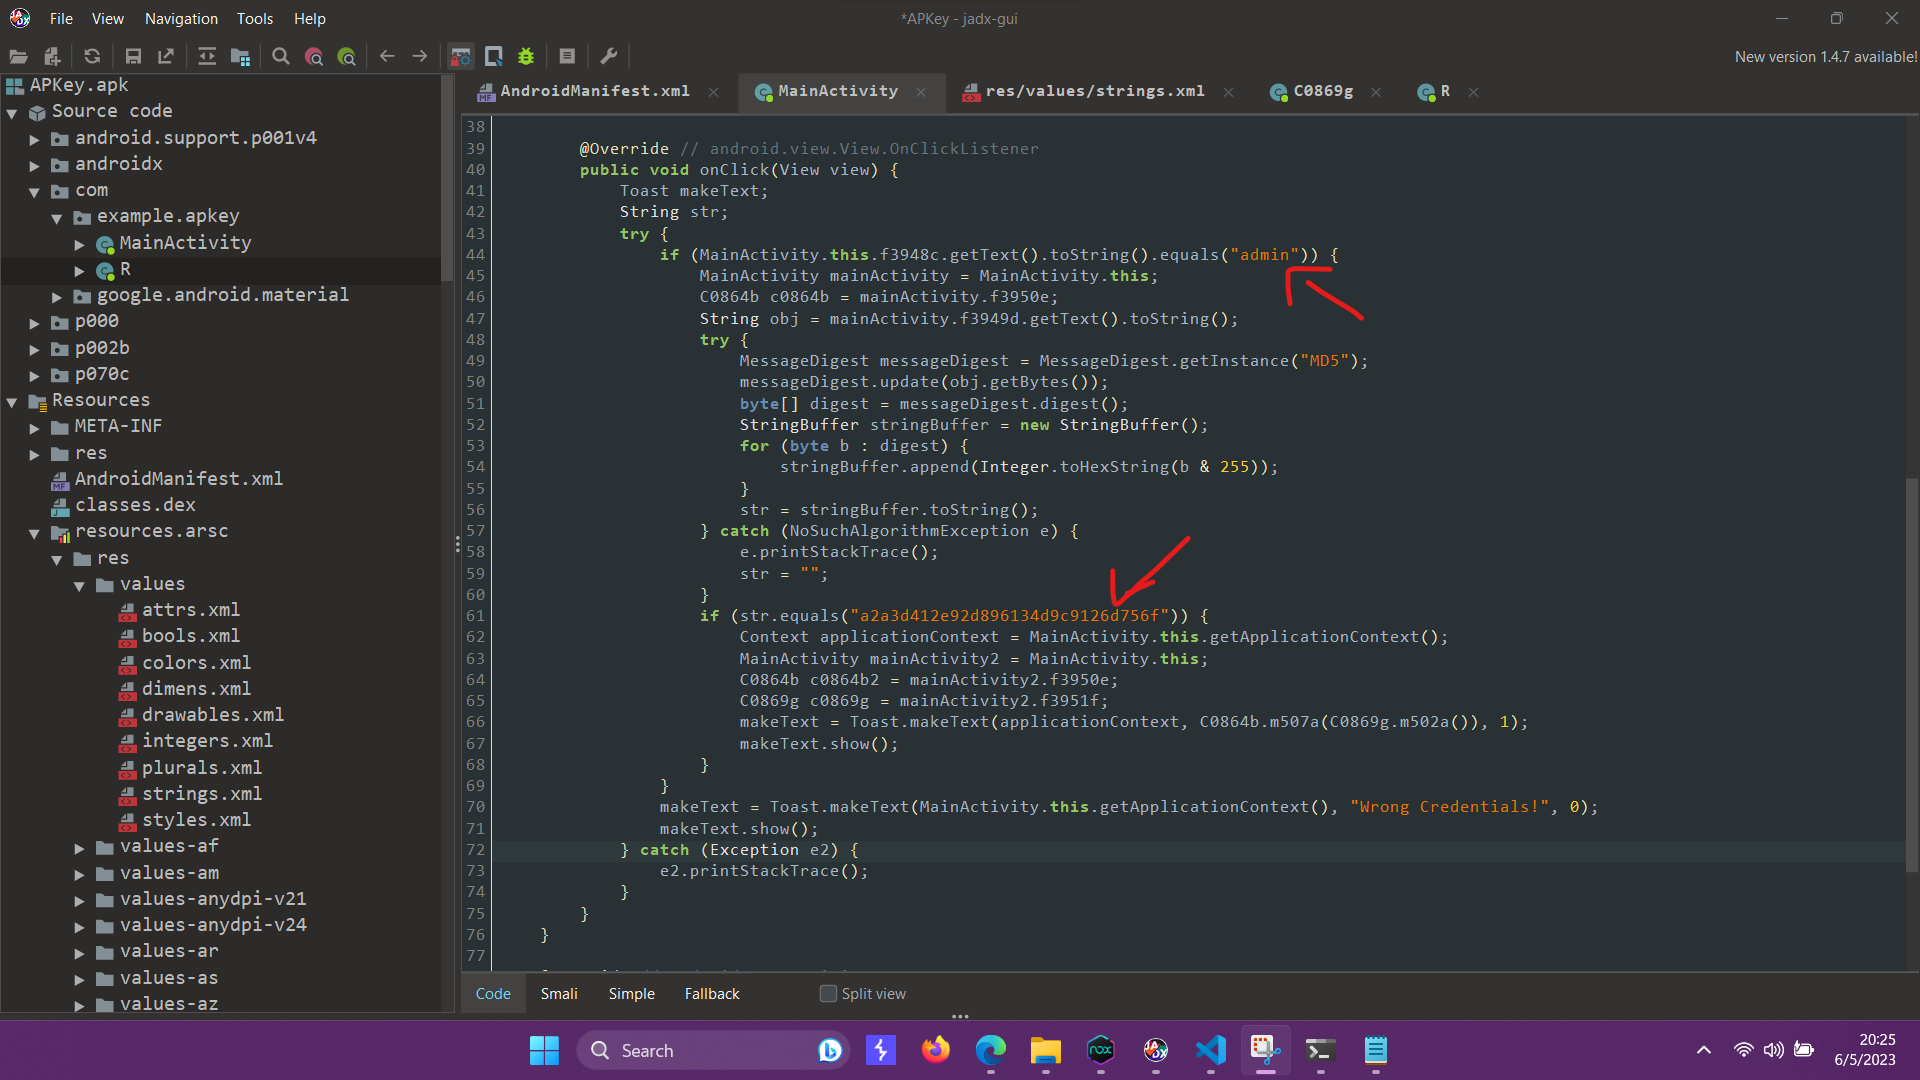 File View Navigation Tools Help
*APKey - jadx-gui
New version 1.4.7 available!
APKey.apk
Source code
android.support.p001v4
androidx
com
example.apkey
MainActivity
R
google.android.material
p000
p002b
p070c
Resources
META-INF
res
AndroidManifest.xml
classes.dex
resources.arsc
res
values
attrs.xml
bools.xml
colors.xml
dimens.xml
drawables.xml
integers.xml
plurals.xml
strings.xml
styles.xml
values-af
values-am
values-anydpi-v21
values-anydpi-v24
values-ar
values-as
values-az
AndroidManifest.xml MainActivity res/values/strings.xml C0869g R
38
39 @Override // android.view.View.OnClickListener
40 public void onClick(View view) {
41 Toast makeText;
42 String str;
43 try {
44 if (MainActivity.this.f3948c.getText().toString().equals("admin")) {
45 MainActivity mainActivity = MainActivity.this;
46 C0864b c0864b = mainActivity.f3950e;
47 String obj = mainActivity.f3949d.getText().toString();
48 try {
49 MessageDigest messageDigest = MessageDigest.getInstance("MD5");
50 messageDigest.update(obj.getBytes());
51 byte[] digest = messageDigest.digest();
52 StringBuffer stringBuffer = new StringBuffer();
53 for (byte b : digest) {
54 stringBuffer.append(Integer.toHexString(b & 255));
55 }
56 str = stringBuffer.toString();
57 } catch (NoSuchAlgorithmException e) {
58 e.printStackTrace();
59 str = "";
60 }
61 if (str.equals("a2a3d412e92d896134d9c9126d756f")) {
62 Context applicationContext = MainActivity.this.getApplicationContext();
63 MainActivity mainActivity2 = MainActivity.this;
64 C0864b c0864b2 = mainActivity2.f3950e;
65 C0869g c0869g = mainActivity2.f3951f;
66 makeText = Toast.makeText(applicationContext, C0864b.m507a(C0869g.m502a()), 1);
67 makeText.show();
68 }
69 }
70 makeText = Toast.makeText(MainActivity.this.getApplicationContext(), "Wrong Credentials!", 0);
71 makeText.show();
72 } catch (Exception e2) {
73 e2.printStackTrace();
74 }
75 }
76 }
77
Code Smali Simple Fallback Split view
Search
nox
20:25
6/5/2023